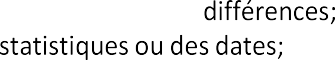 différences;
statistiques ou des dates;